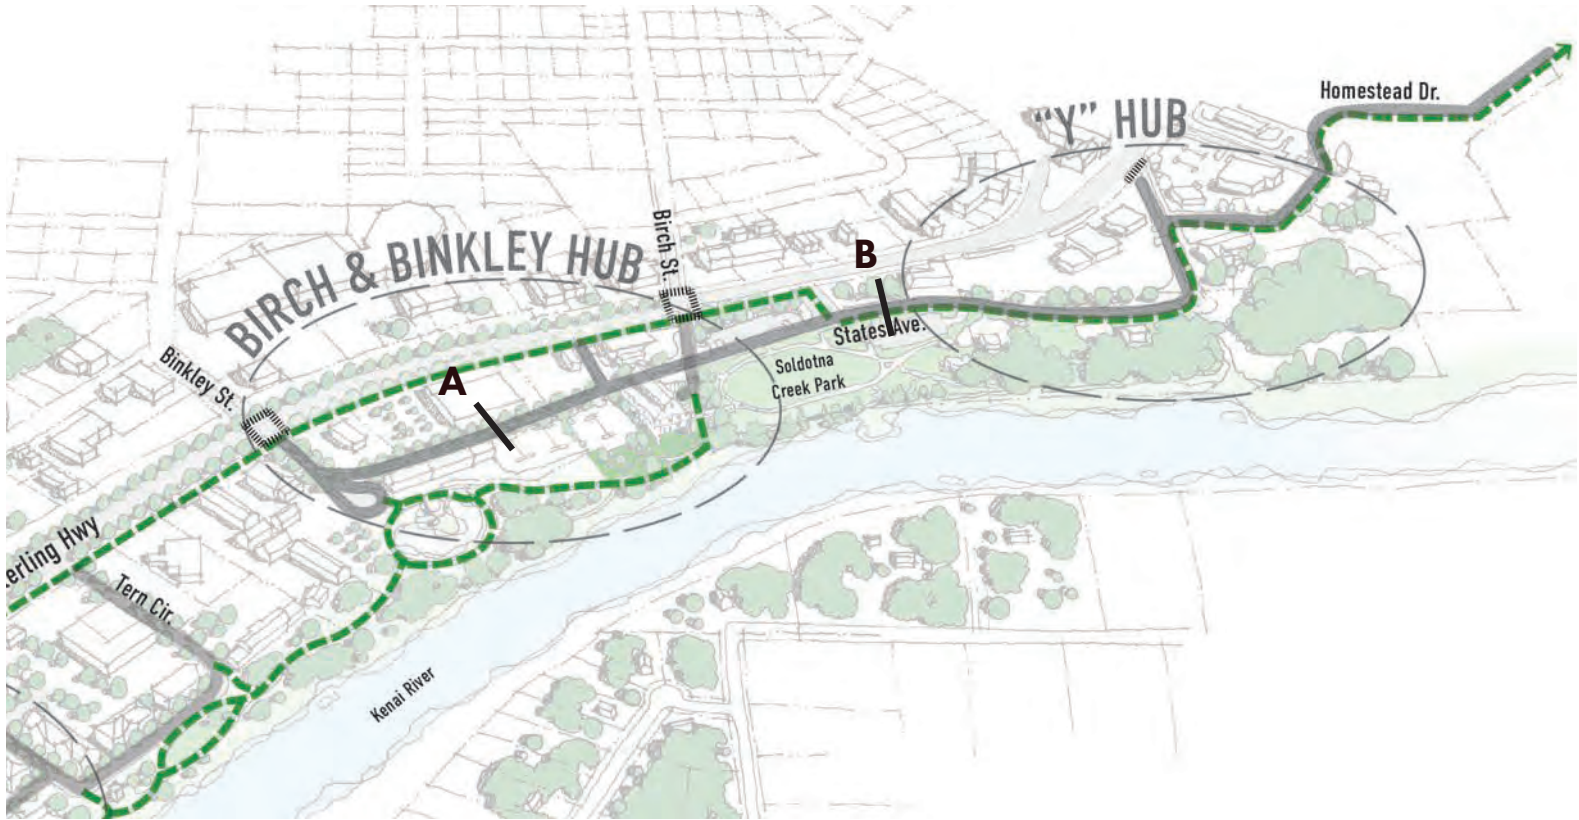 Homestead Dr.
"Y" HUB
Birch St.
BIRCH & BINKLEY HUB
B
States Ave.
Binkley St.
Soldotna
Creek Park
A
erling Hwy
Tern Cir.
Kenai River